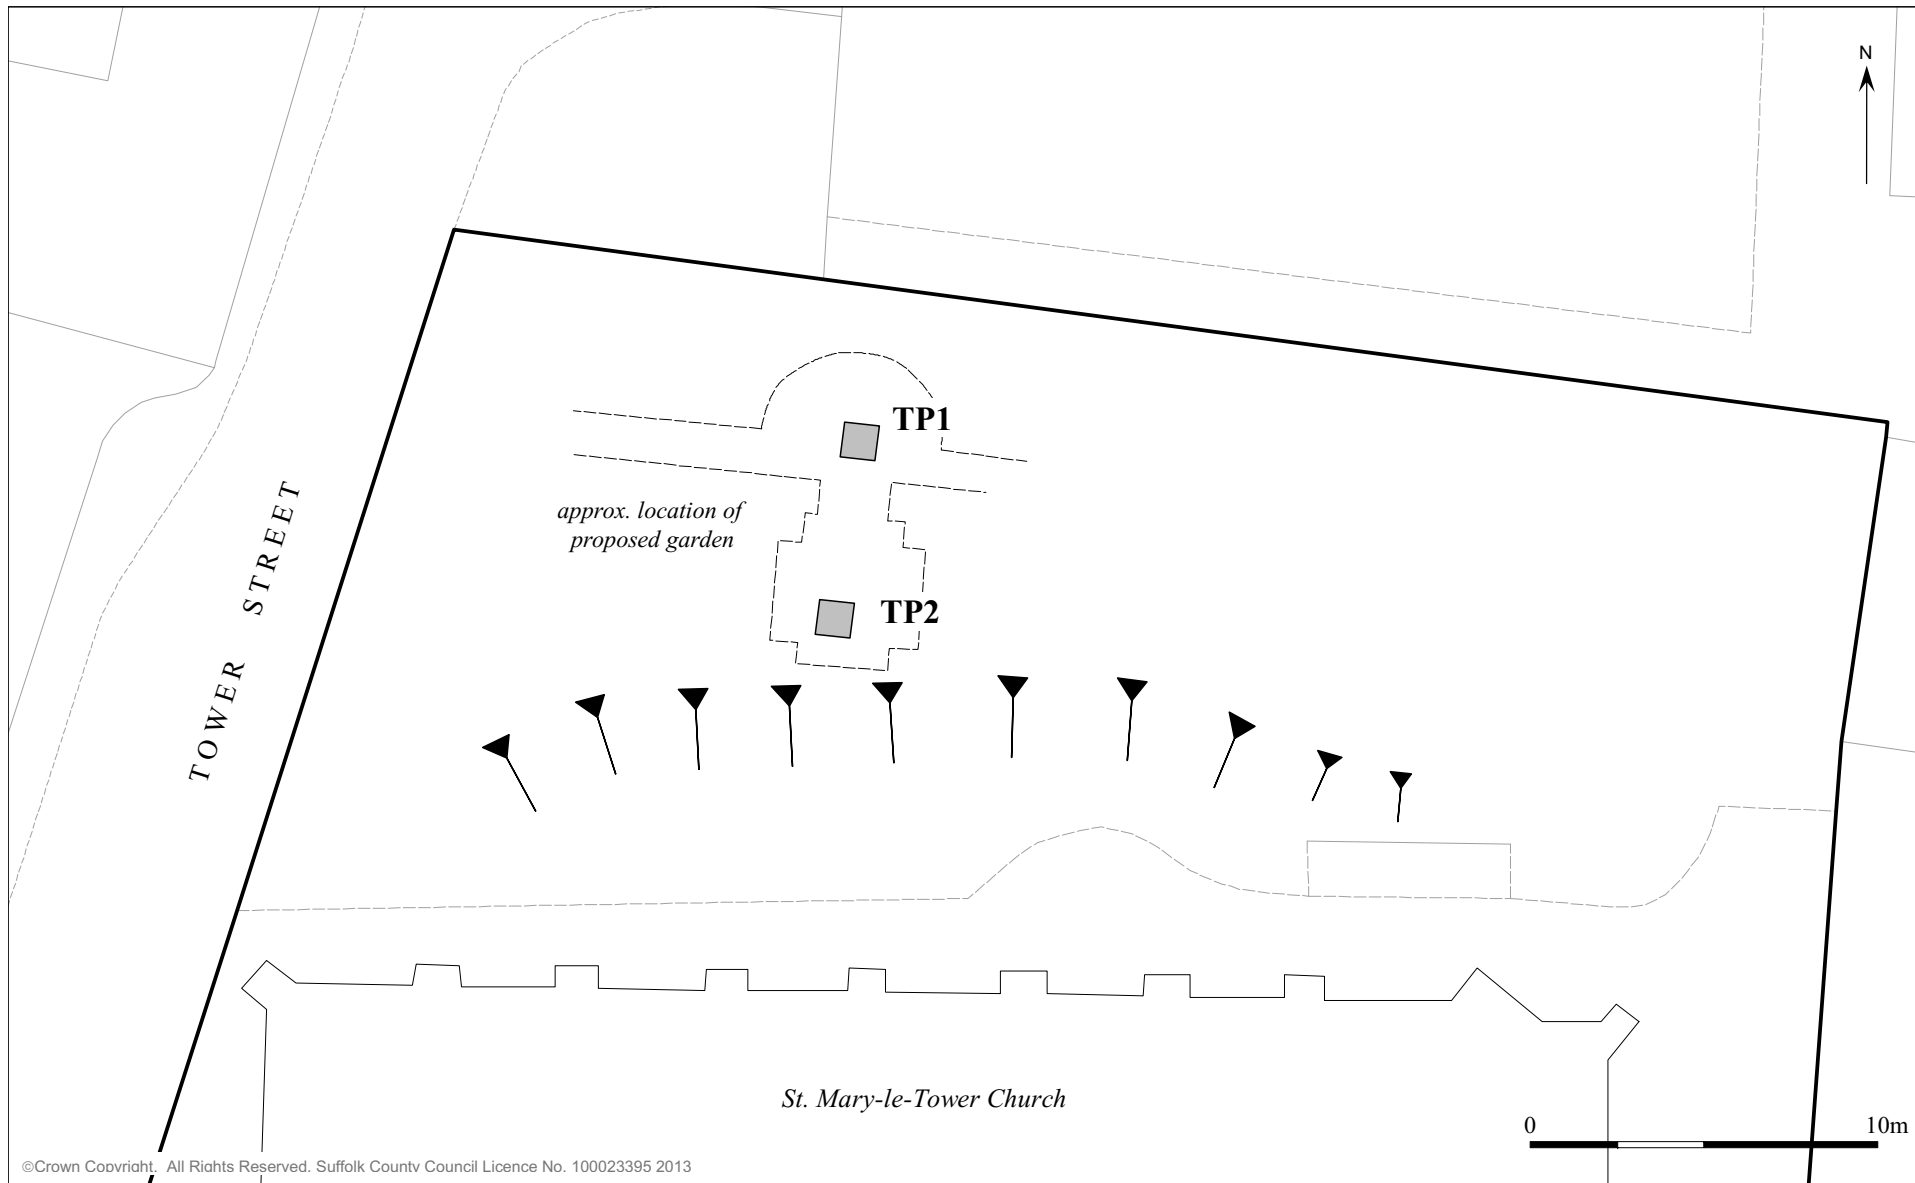 N
TP1
approx. location of
proposed garden
TP2
TOWER STREET
St. Mary-le-Tower Church
0 10m
©Crown Copyright. All Rights Reserved. Suffolk County Council Licence No. 100023395 2013